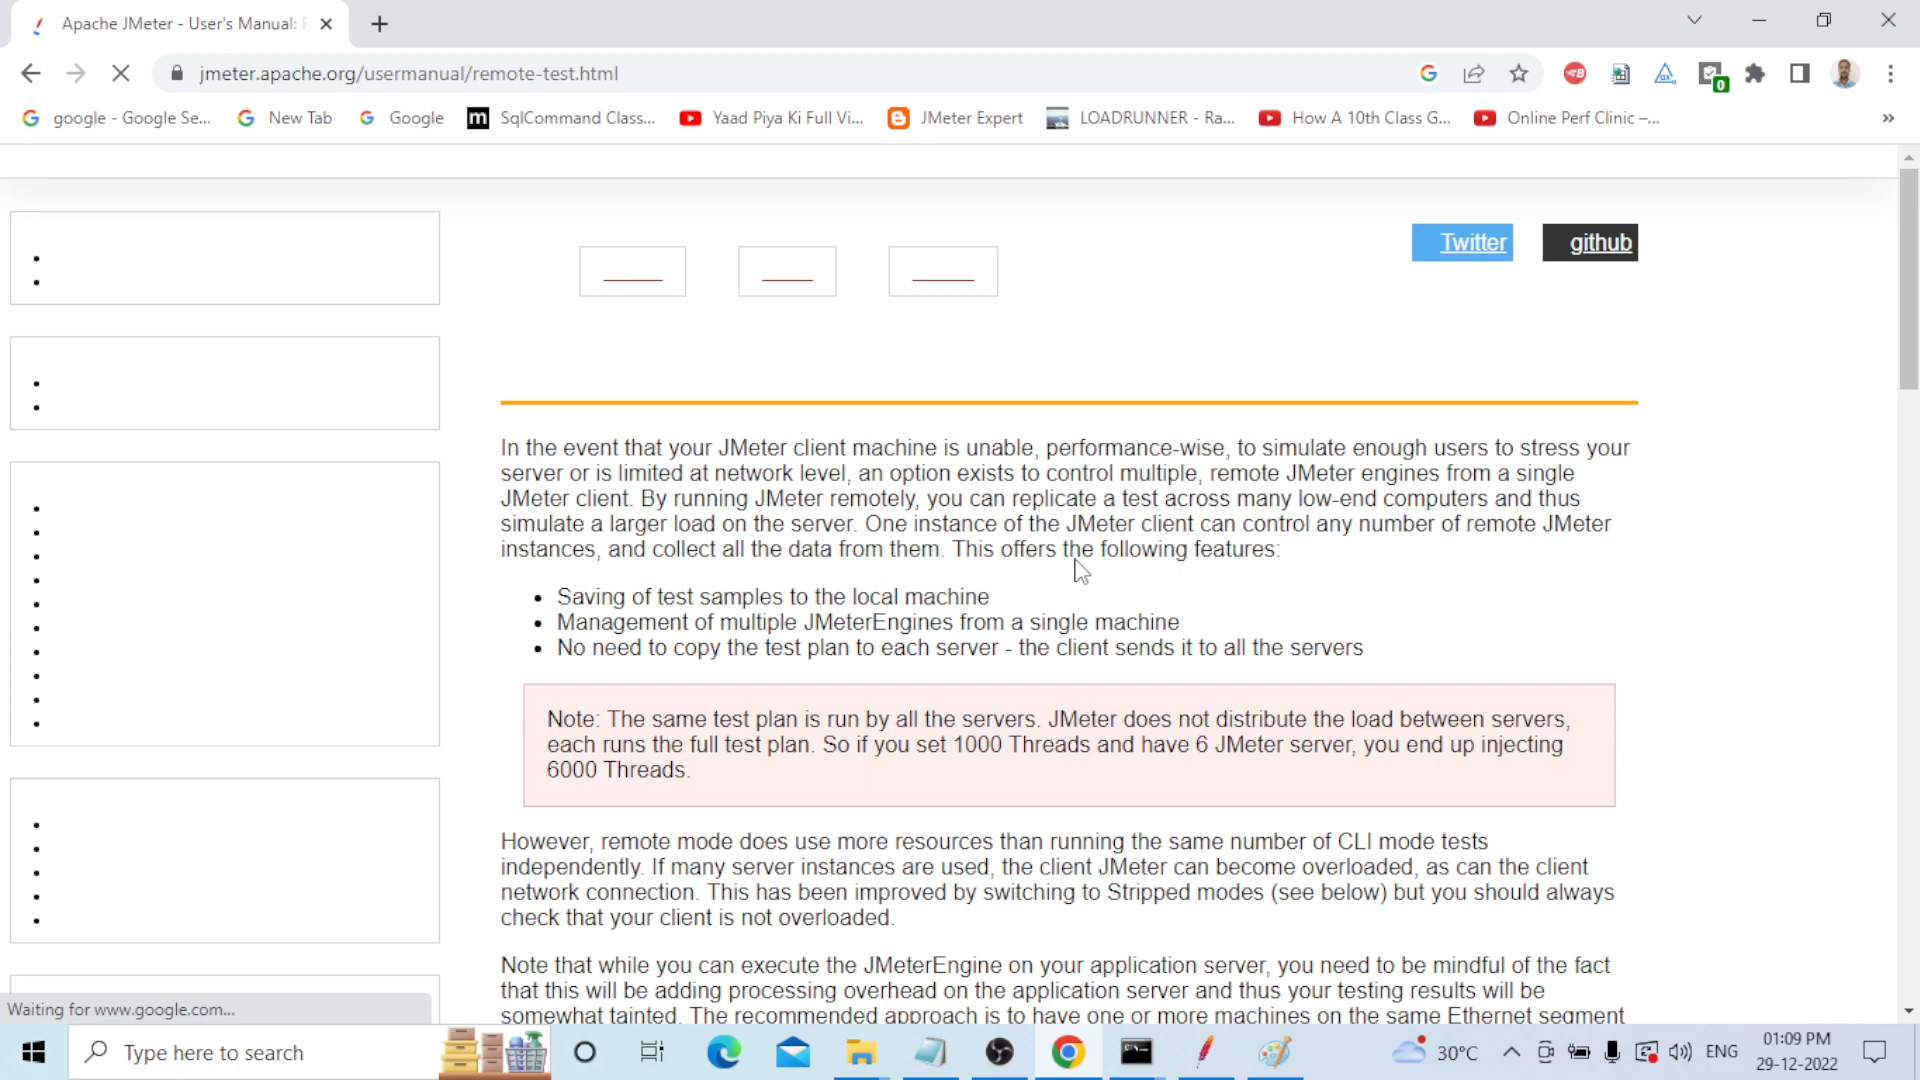 Apache JMeter - User's Manual:
jmeter.apache.org/usermanual/remote-test.html
google - Google Se...
New Tab
Google
SqlCommand Class...
Yaad Piya Ki Full Vi...
JMeter Expert
LOADRUNNER - Ra...
How A 10th Class G...
Online Perf Clinic –...
»
Twitter
github
In the event that your JMeter client machine is unable, performance-wise, to simulate enough users to stress your
server or is limited at network level, an option exists to control multiple, remote JMeter engines from a single
JMeter client. By running JMeter remotely, you can replicate a test across many low-end computers and thus
simulate a larger load on the server. One instance of the JMeter client can control any number of remote JMeter
instances, and collect all the data from them. This offers the following features:
• Saving of test samples to the local machine
• Management of multiple JMeterEngines from a single machine
• No need to copy the test plan to each server - the client sends it to all the servers
Note: The same test plan is run by all the servers. JMeter does not distribute the load between servers,
each runs the full test plan. So if you set 1000 Threads and have 6 JMeter server, you end up injecting
6000 Threads.
However, remote mode does use more resources than running the same number of CLI mode tests
independently. If many server instances are used, the client JMeter can become overloaded, as can the client
network connection. This has been improved by switching to Stripped modes (see below) but you should always
check that your client is not overloaded.
Note that while you can execute the JMeterEngine on your application server, you need to be mindful of the fact
that this will be adding processing overhead on the application server and thus your testing results will be
somewhat tainted. The recommended approach is to have one or more machines on the same Ethernet segment
Waiting for www.google.com...
Type here to search
30°C
ENG
01:09 PM
29-12-2022